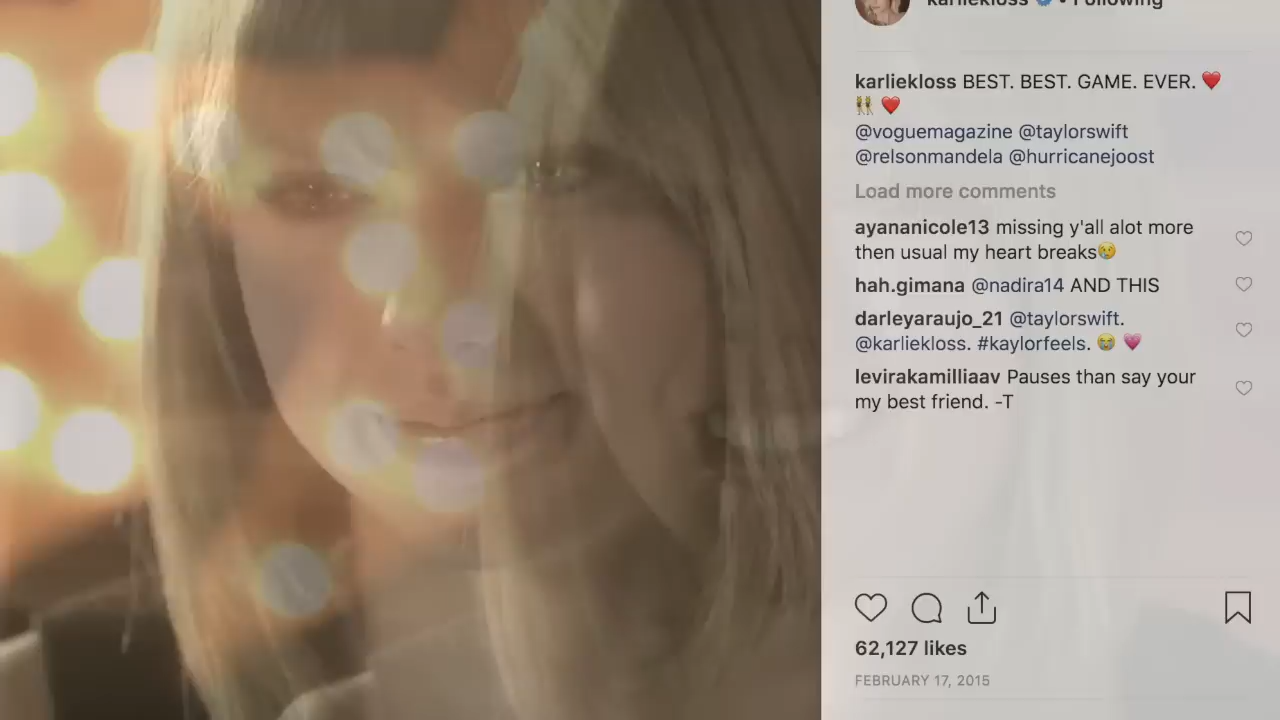 karliekloss • Following
karliekloss BEST. BEST. GAME. EVER. ❤️
👯 ❤️
@voguemagazine @taylorswift
@relsonmandela @hurricanejoost
Load more comments
ayananicole13 missing y'all alot more
then usual my heart breaks😢
hah.gimana @nadira14 AND THIS
darleyaraujo_21 @taylorswift.
@karliekloss. #kaylorfeels. 😭 💗
levirakamilliaav Pauses than say your
my best friend. -T
62,127 likes
FEBRUARY 17, 2015